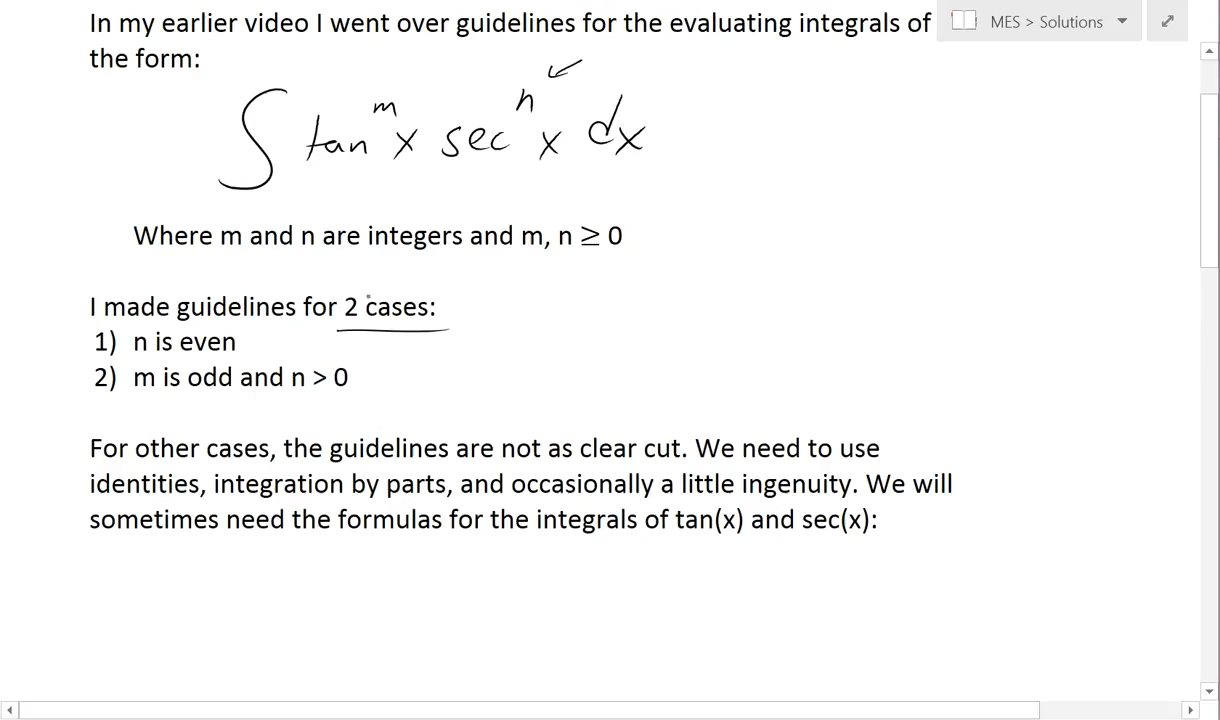 In my earlier video I went over guidelines for the evaluating integrals of
MES > Solutions
the form:
∫ tanᵐ x secⁿ x dx
Where m and n are integers and m, n ≥ 0
I made guidelines for 2 cases:
1) n is even
2) m is odd and n > 0
For other cases, the guidelines are not as clear cut. We need to use
identities, integration by parts, and occasionally a little ingenuity. We will
sometimes need the formulas for the integrals of tan(x) and sec(x):